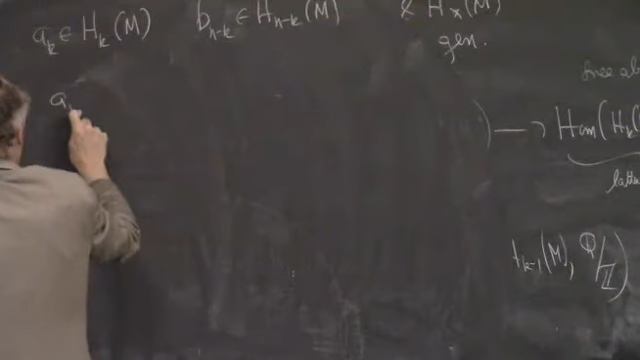 a_k ∈ H_k(M) b_{n-k} ∈ H_{n-k}(M) & H_*(M)
gen.
free ab
a
) → Hom(H_k(
latt
t_{k-1}(M), Q/Z)